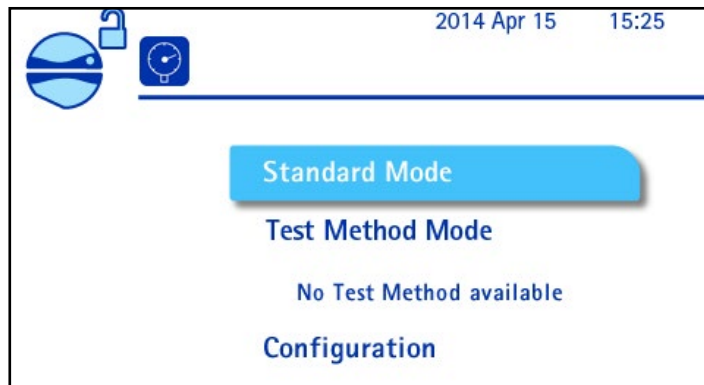 2014 Apr 15 15:25
Standard Mode
Test Method Mode
No Test Method available
Configuration